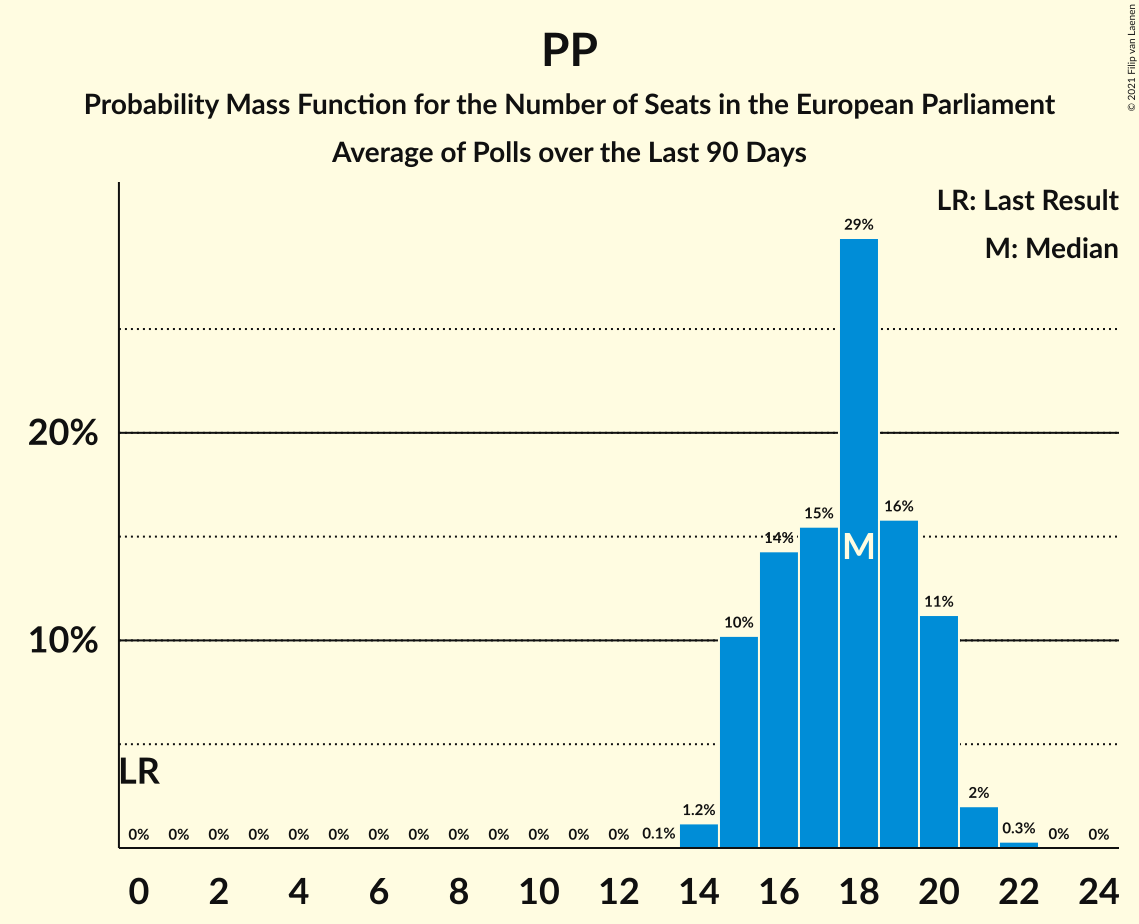 PP
Probability Mass Function for the Number of Seats in the European Parliament
Average of Polls over the Last 90 Days
© 2021 Filip van Laenen
LR: Last Result
M: Median
29%
20%
16%
15%
14%
M
11%
10%
10%
LR
2%
1.2%
0% 0% 0% 0% 0% 0% 0% 0% 0% 0% 0% 0% 0% 0.1% 0.3% 0% 0%
0 2 4 6 8 10 12 14 16 18 20 22 24